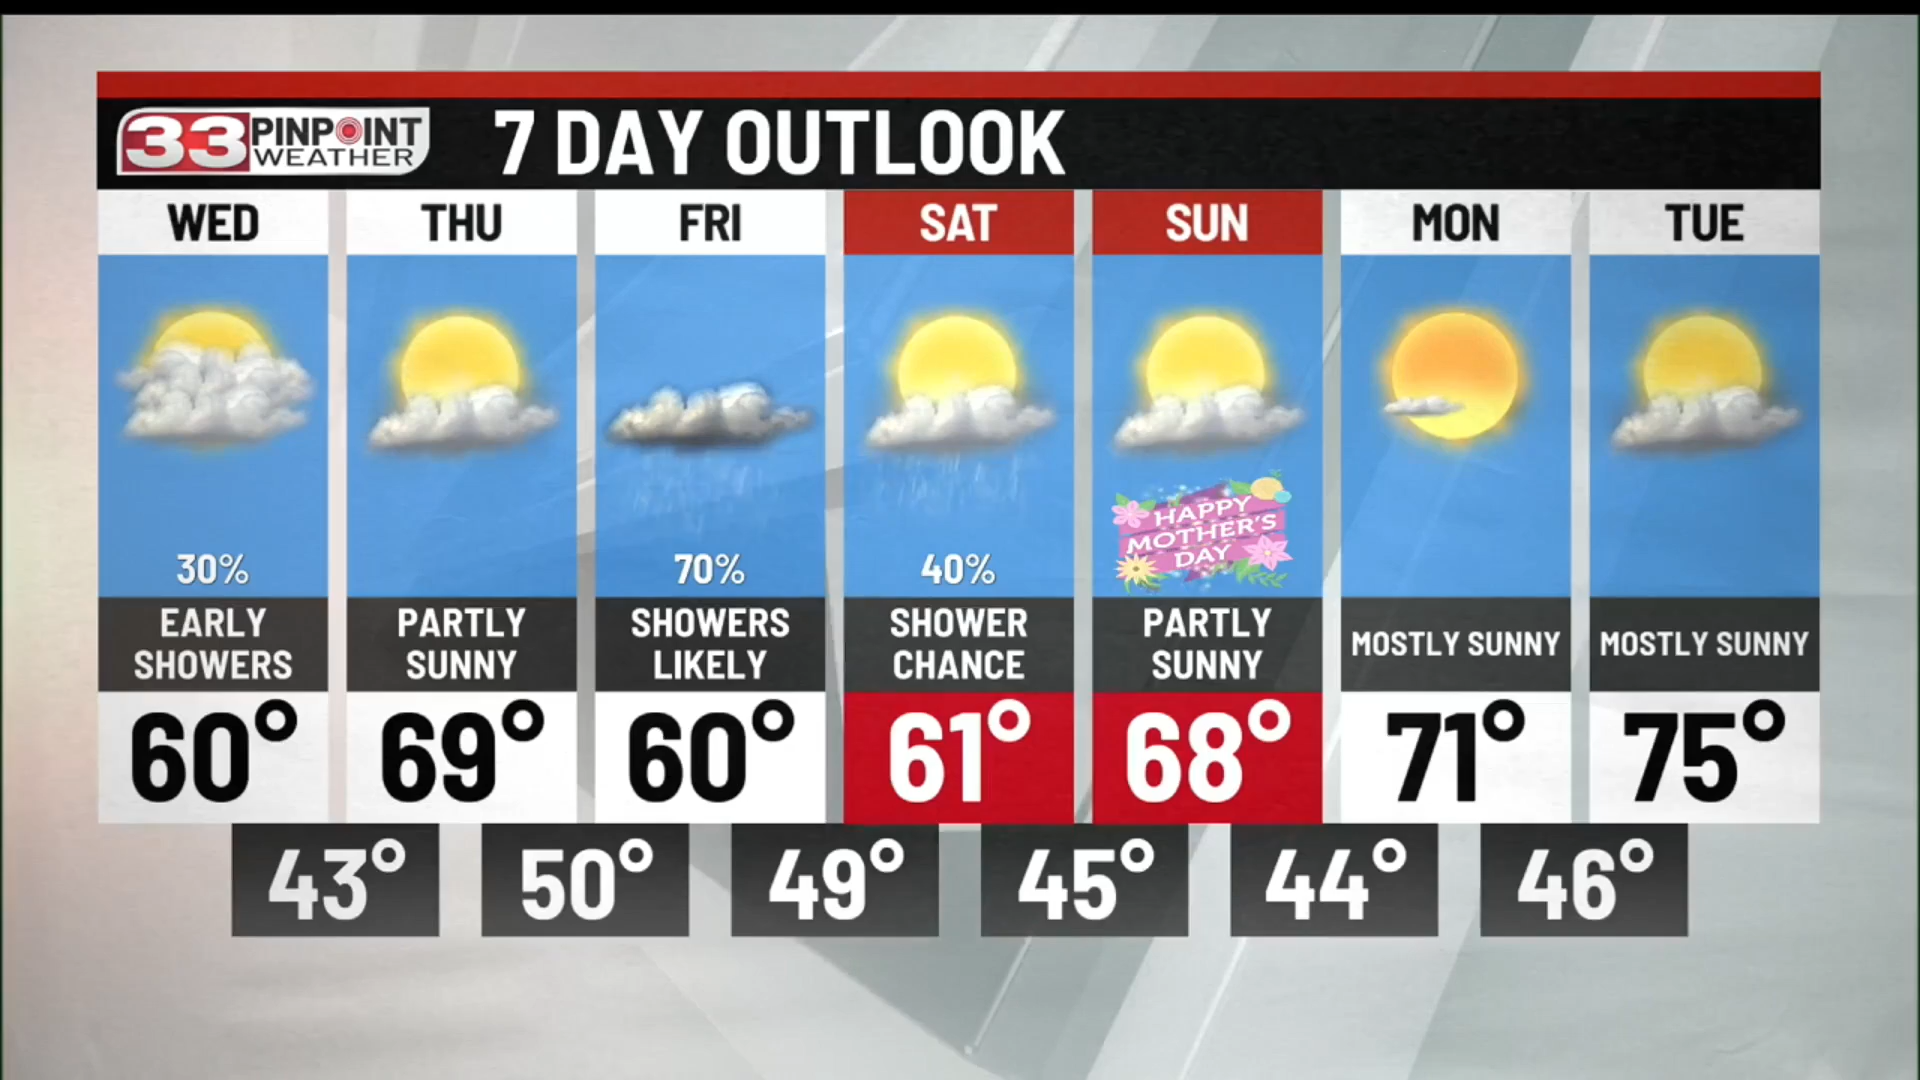 33 PINPOINT WEATHER
7 DAY OUTLOOK
WED THU FRI SAT SUN MON TUE
HAPPY
MOTHER'S
DAY
30% 70% 40%
EARLY SHOWERS
PARTLY SUNNY
SHOWERS LIKELY
SHOWER CHANCE
PARTLY SUNNY
MOSTLY SUNNY
MOSTLY SUNNY
60° 69° 60° 61° 68° 71° 75°
43° 50° 49° 45° 44° 46°